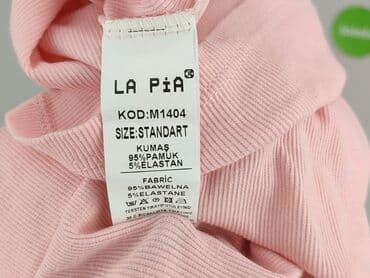 LA PiA
KOD:M1404
SIZE:STANDART
KUMAŞ
95%PAMUK
5%ELASTAN
FABRIC
95%BAWELNA
5%ELASTANE